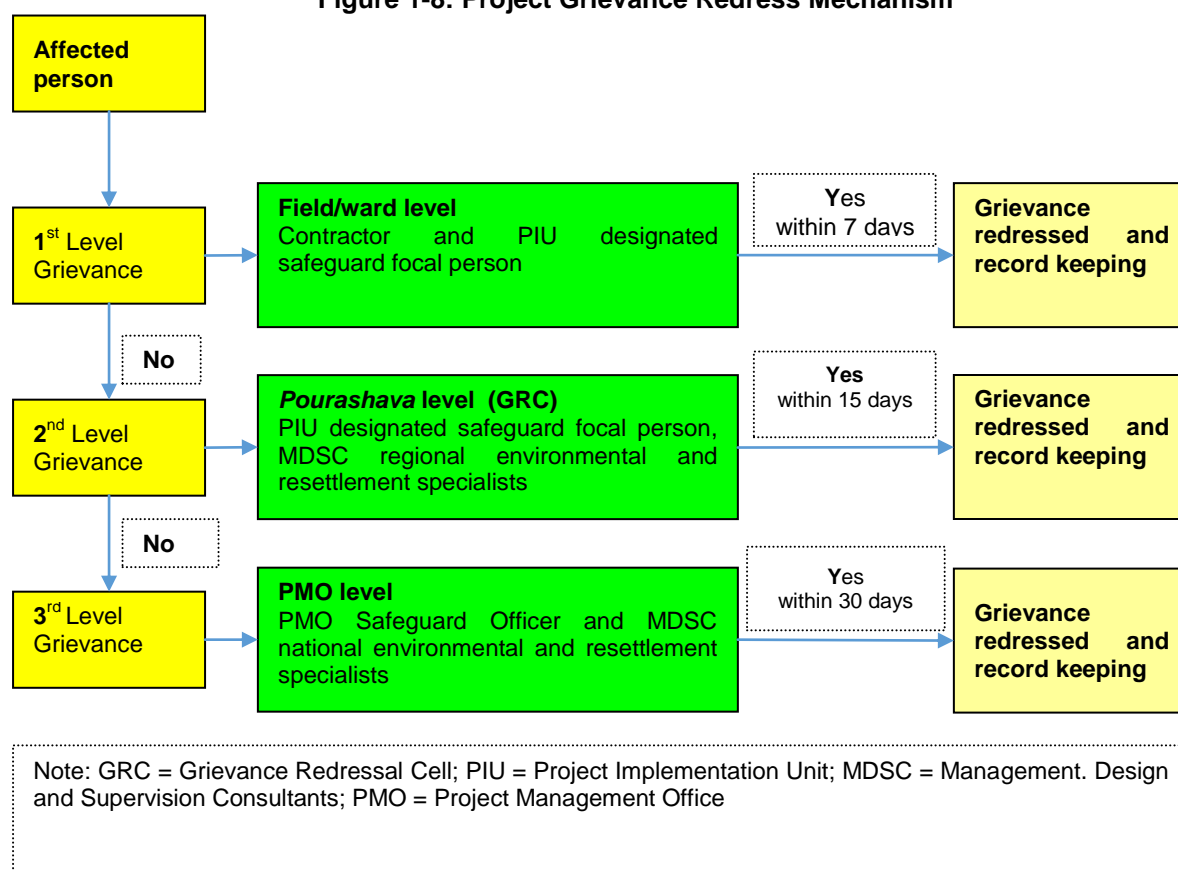 Figure 1-8: Project Grievance Redress Mechanism
Affected
person
1st Level
Grievance
Field/ward level
Contractor and PIU designated
safeguard focal person
Yes
within 7 days
Grievance
redressed and
record keeping
No
2nd Level
Grievance
Pourashava level (GRC)
PIU designated safeguard focal person,
MDSC regional environmental and
resettlement specialists
Yes
within 15 days
Grievance
redressed and
record keeping
No
3rd Level
Grievance
PMO level
PMO Safeguard Officer and MDSC
national environmental and resettlement
specialists
Yes
within 30 days
Grievance
redressed and
record keeping
Note: GRC = Grievance Redressal Cell; PIU = Project Implementation Unit; MDSC = Management. Design
and Supervision Consultants; PMO = Project Management Office